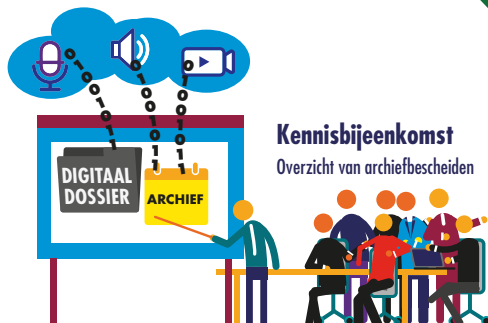 Kennisbijeenkomst
Overzicht van archiefbescheiden
DIGITAAL
DOSSIER
ARCHIEF